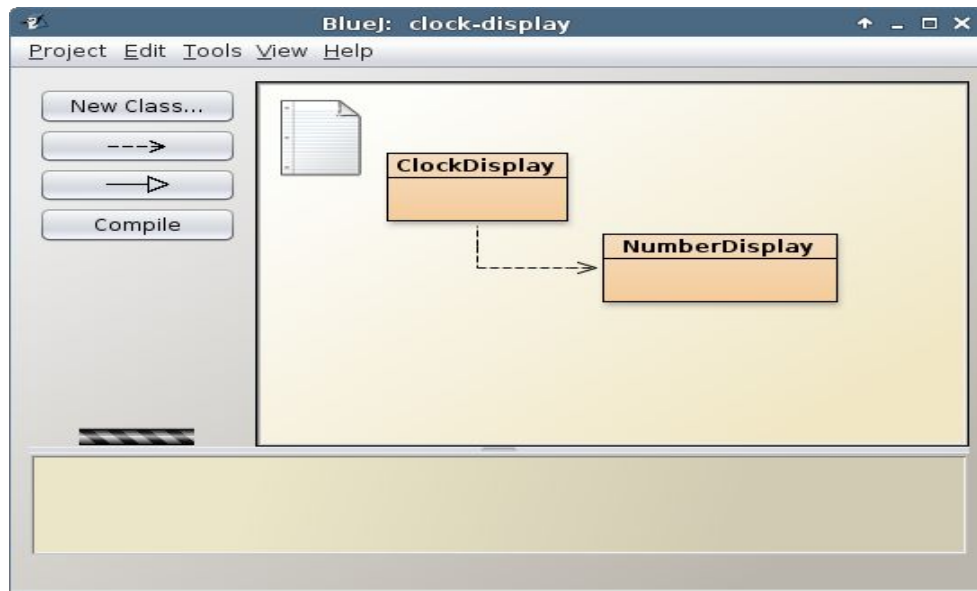 BlueJ: clock-display
Project Edit Tools View Help
New Class...
Compile
ClockDisplay
NumberDisplay